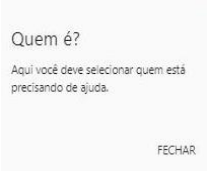 Quem é?
Aqui você deve selecionar quem está
precisando de ajuda.
FECHAR